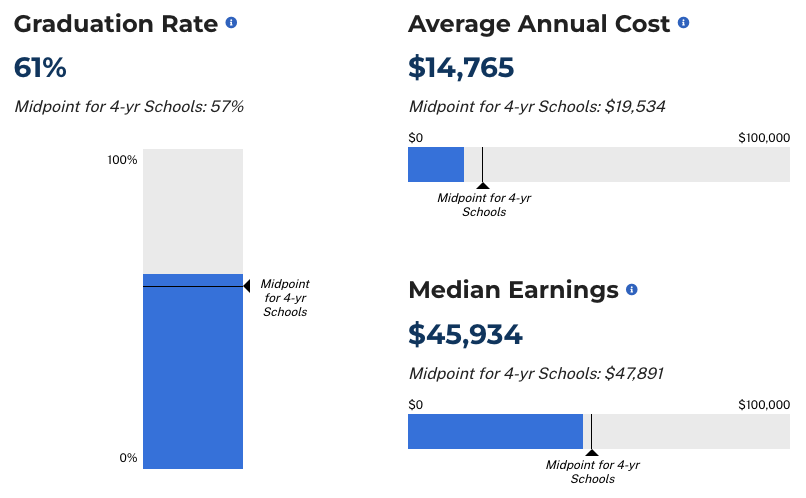 Graduation Rate
61%
Midpoint for 4-yr Schools: 57%
100%
Midpoint
for 4-yr
Schools
0%
Average Annual Cost
$14,765
Midpoint for 4-yr Schools: $19,534
$0 $100,000
Midpoint for 4-yr
Schools
Median Earnings
$45,934
Midpoint for 4-yr Schools: $47,891
$0 $100,000
Midpoint for 4-yr
Schools